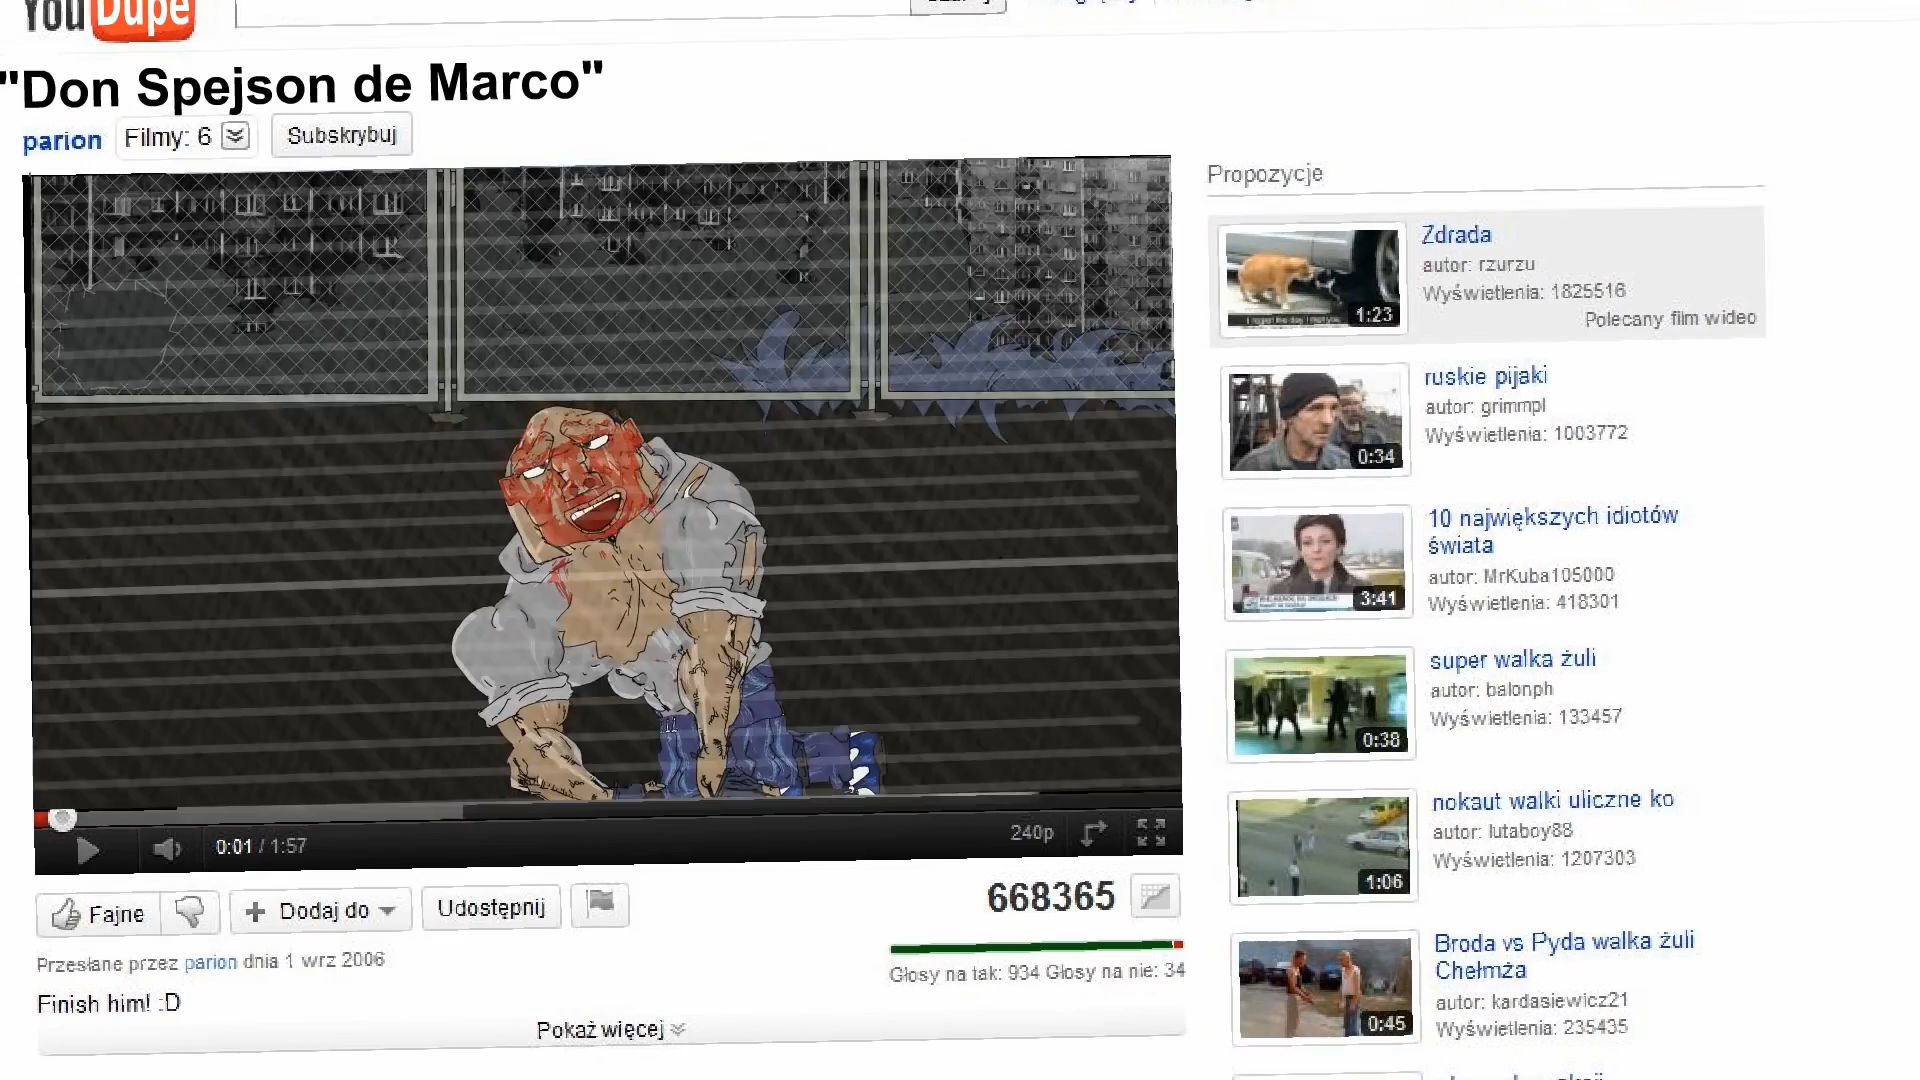 You Dupe
"Don Spejson de Marco"
parion Filmy: 6 Subskrybuj
Propozycje
Zdrada
autor: rzurzu
Wyświetlenia: 1825516
Polecany film wideo
1:23
ruskie pijaki
autor: grimmpl
Wyświetlenia: 1003772
0:34
10 największych idiotów
świata
autor: MrKuba105000
Wyświetlenia: 418301
3:41
super walka żuli
autor: balonph
Wyświetlenia: 133457
0:38
nokaut walki uliczne ko
autor: lutaboy88
Wyświetlenia: 1207303
1:06
Broda vs Pyda walka żuli
Chełmża
autor: kardasiewicz21
Wyświetlenia: 235435
0:45
0:01 / 1:57 240p
Fajne Dodaj do Udostępnij 668365
Przesłane przez parion dnia 1 wrz 2006
Głosy na tak: 934 Głosy na nie: 34
Finish him! :D
Pokaż więcej